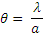 θ = λ/a